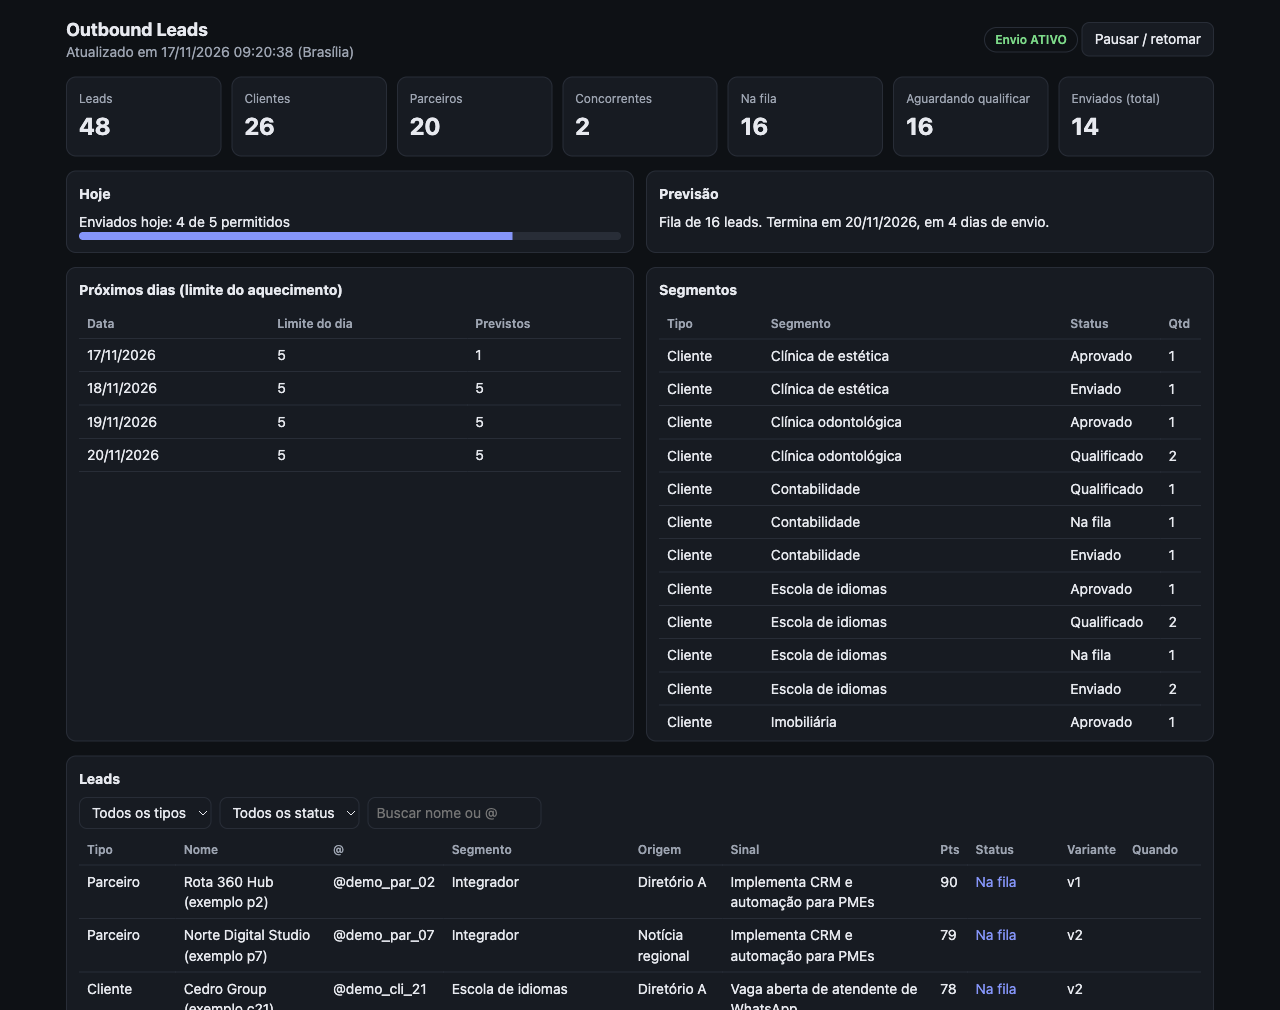 Outbound Leads
Atualizado em 17/11/2026 09:20:38 (Brasília)
Envio ATIVO
Pausar / retomar
Leads
48
Clientes
26
Parceiros
20
Concorrentes
2
Na fila
16
Aguardando qualificar
16
Enviados (total)
14
Hoje
Enviados hoje: 4 de 5 permitidos
Previsão
Fila de 16 leads. Termina em 20/11/2026, em 4 dias de envio.
Próximos dias (limite do aquecimento)
Data Limite do dia Previstos
17/11/2026 5 1
18/11/2026 5 5
19/11/2026 5 5
20/11/2026 5 5
Segmentos
Tipo Segmento Status Qtd
Cliente Clínica de estética Aprovado 1
Cliente Clínica de estética Enviado 1
Cliente Clínica odontológica Aprovado 1
Cliente Clínica odontológica Qualificado 2
Cliente Contabilidade Qualificado 1
Cliente Contabilidade Na fila 1
Cliente Contabilidade Enviado 1
Cliente Escola de idiomas Aprovado 1
Cliente Escola de idiomas Qualificado 2
Cliente Escola de idiomas Na fila 1
Cliente Escola de idiomas Enviado 2
Cliente Imobiliária Aprovado 1
Leads
Todos os tipos Todos os status Buscar nome ou @
Tipo Nome @ Segmento Origem Sinal Pts Status Variante Quando
Parceiro Rota 360 Hub @demo_par_02 Integrador Diretório A Implementa CRM e 90 Na fila v1
(exemplo p2) automação para PMEs
Parceiro Norte Digital Studio @demo_par_07 Integrador Notícia Implementa CRM e 79 Na fila v2
(exemplo p7) regional automação para PMEs
Cliente Cedro Group @demo_cli_21 Escola de idiomas Diretório A Vaga aberta de atendente de 78 Na fila v2
(exemplo c21) WhatsApp